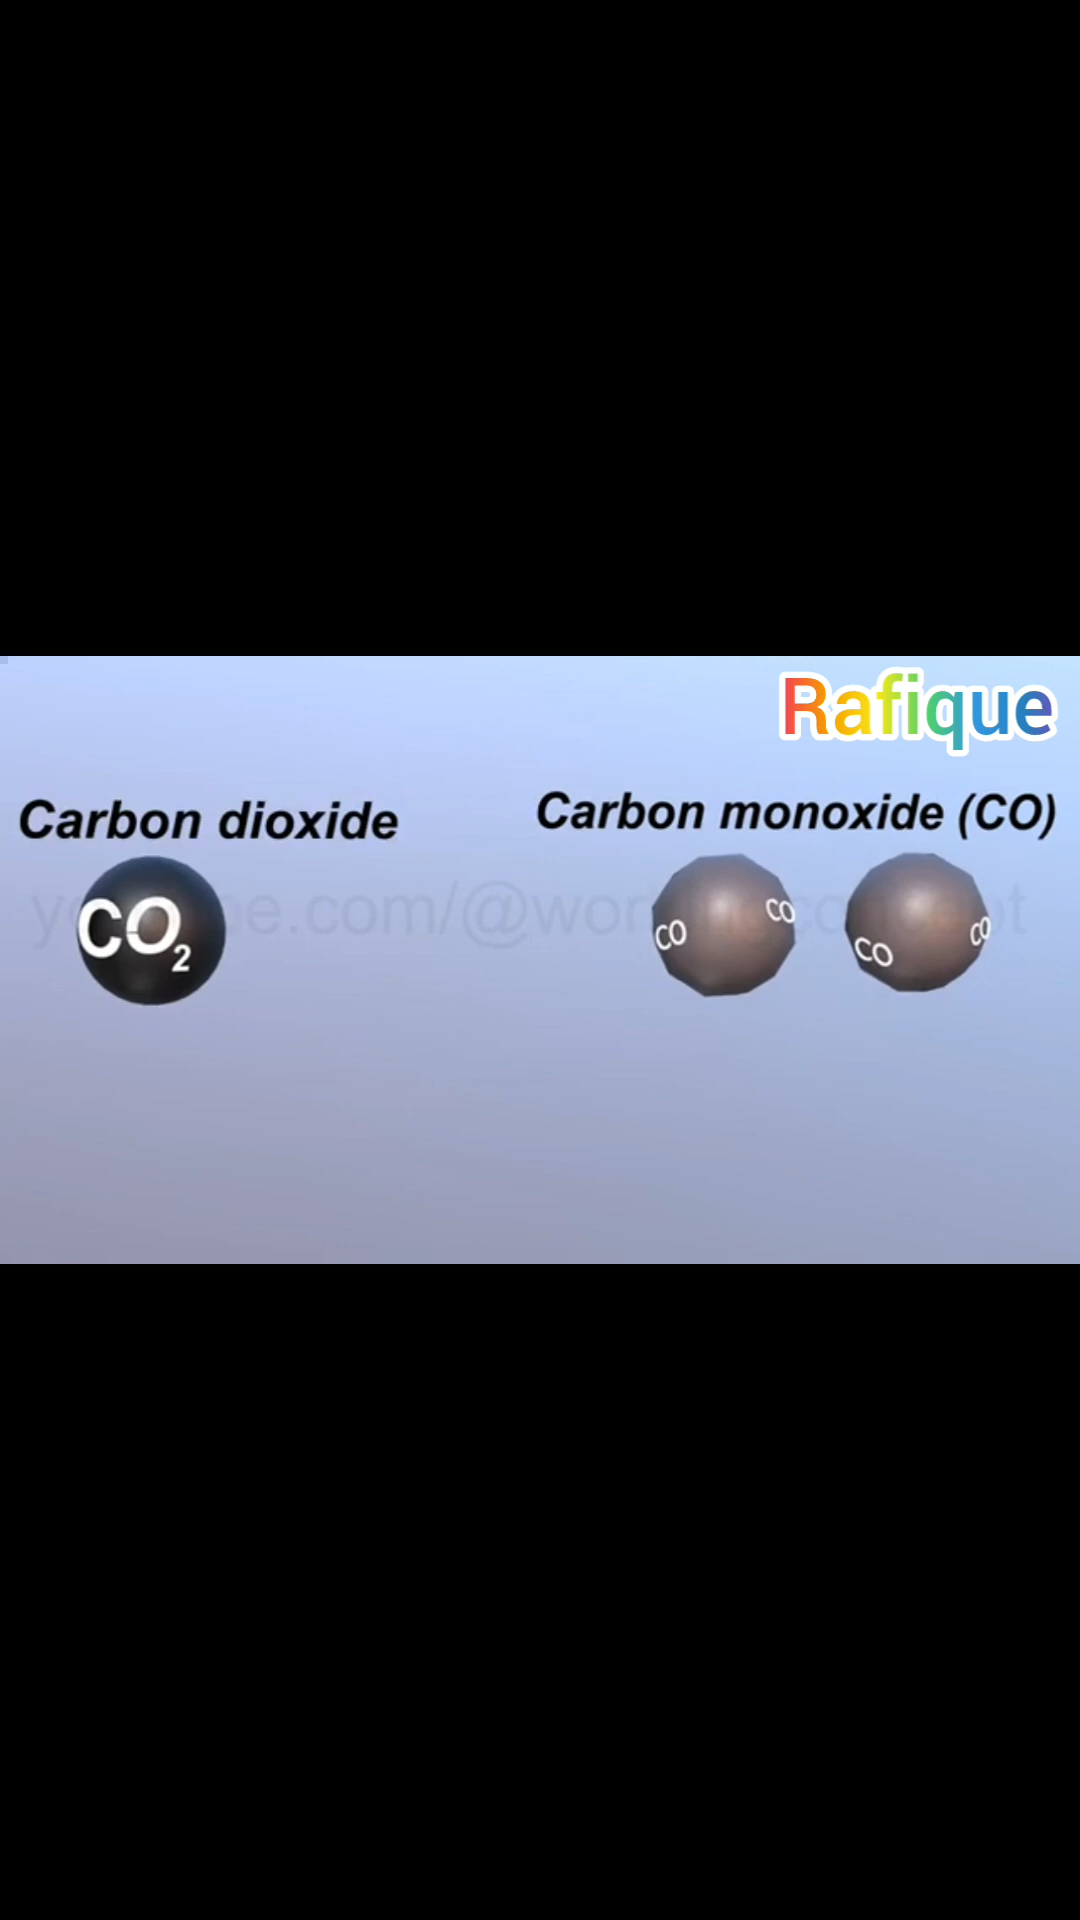 Rafique
Carbon dioxide
Carbon monoxide (CO)
CO₂
CO CO
CO CO